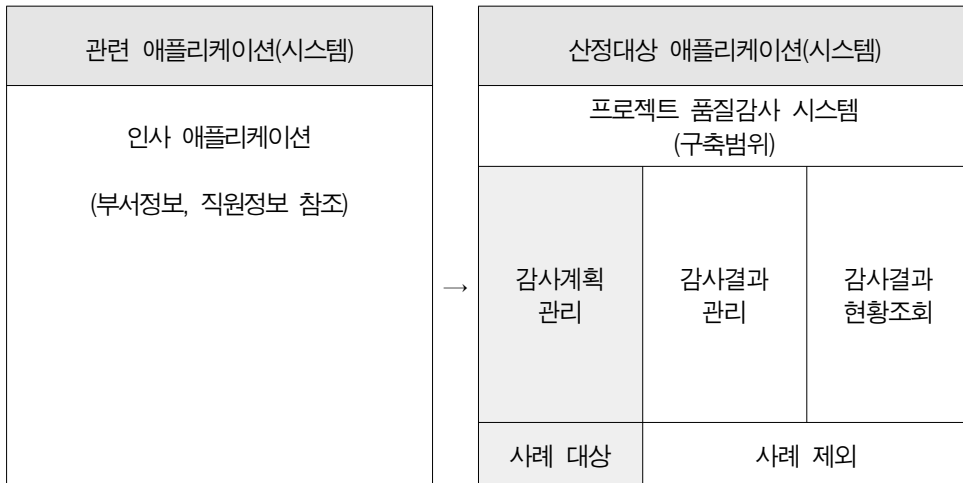 관련 애플리케이션(시스템)
인사 애플리케이션
(부서정보, 직원정보 참조)
→
산정대상 애플리케이션(시스템)
프로젝트 품질감사 시스템
(구축범위)
감사계획
관리
감사결과
관리
감사결과
현황조회
사례 대상
사례 제외